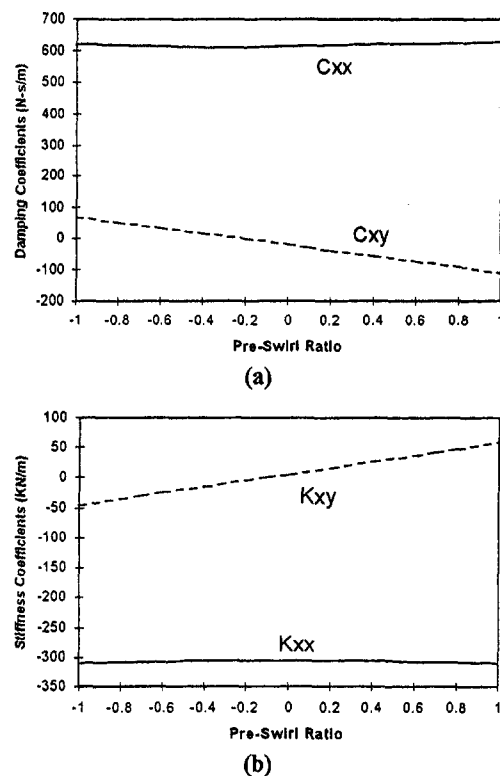 700
600
500
400
300
200
100
0
-100
-200
Damping Coefficients (N-s/m)
Cxx
Cxy
-1 -0.8 -0.6 -0.4 -0.2 0 0.2 0.4 0.6 0.8 1
Pre-Swirl Ratio
(a)
100
50
0
-50
-100
-150
-200
-250
-300
-350
Stiffness Coefficients (KN/m)
Kxy
Kxx
-1 -0.8 -0.6 -0.4 -0.2 0 0.2 0.4 0.6 0.8 1
Pre-Swirl Ratio
(b)